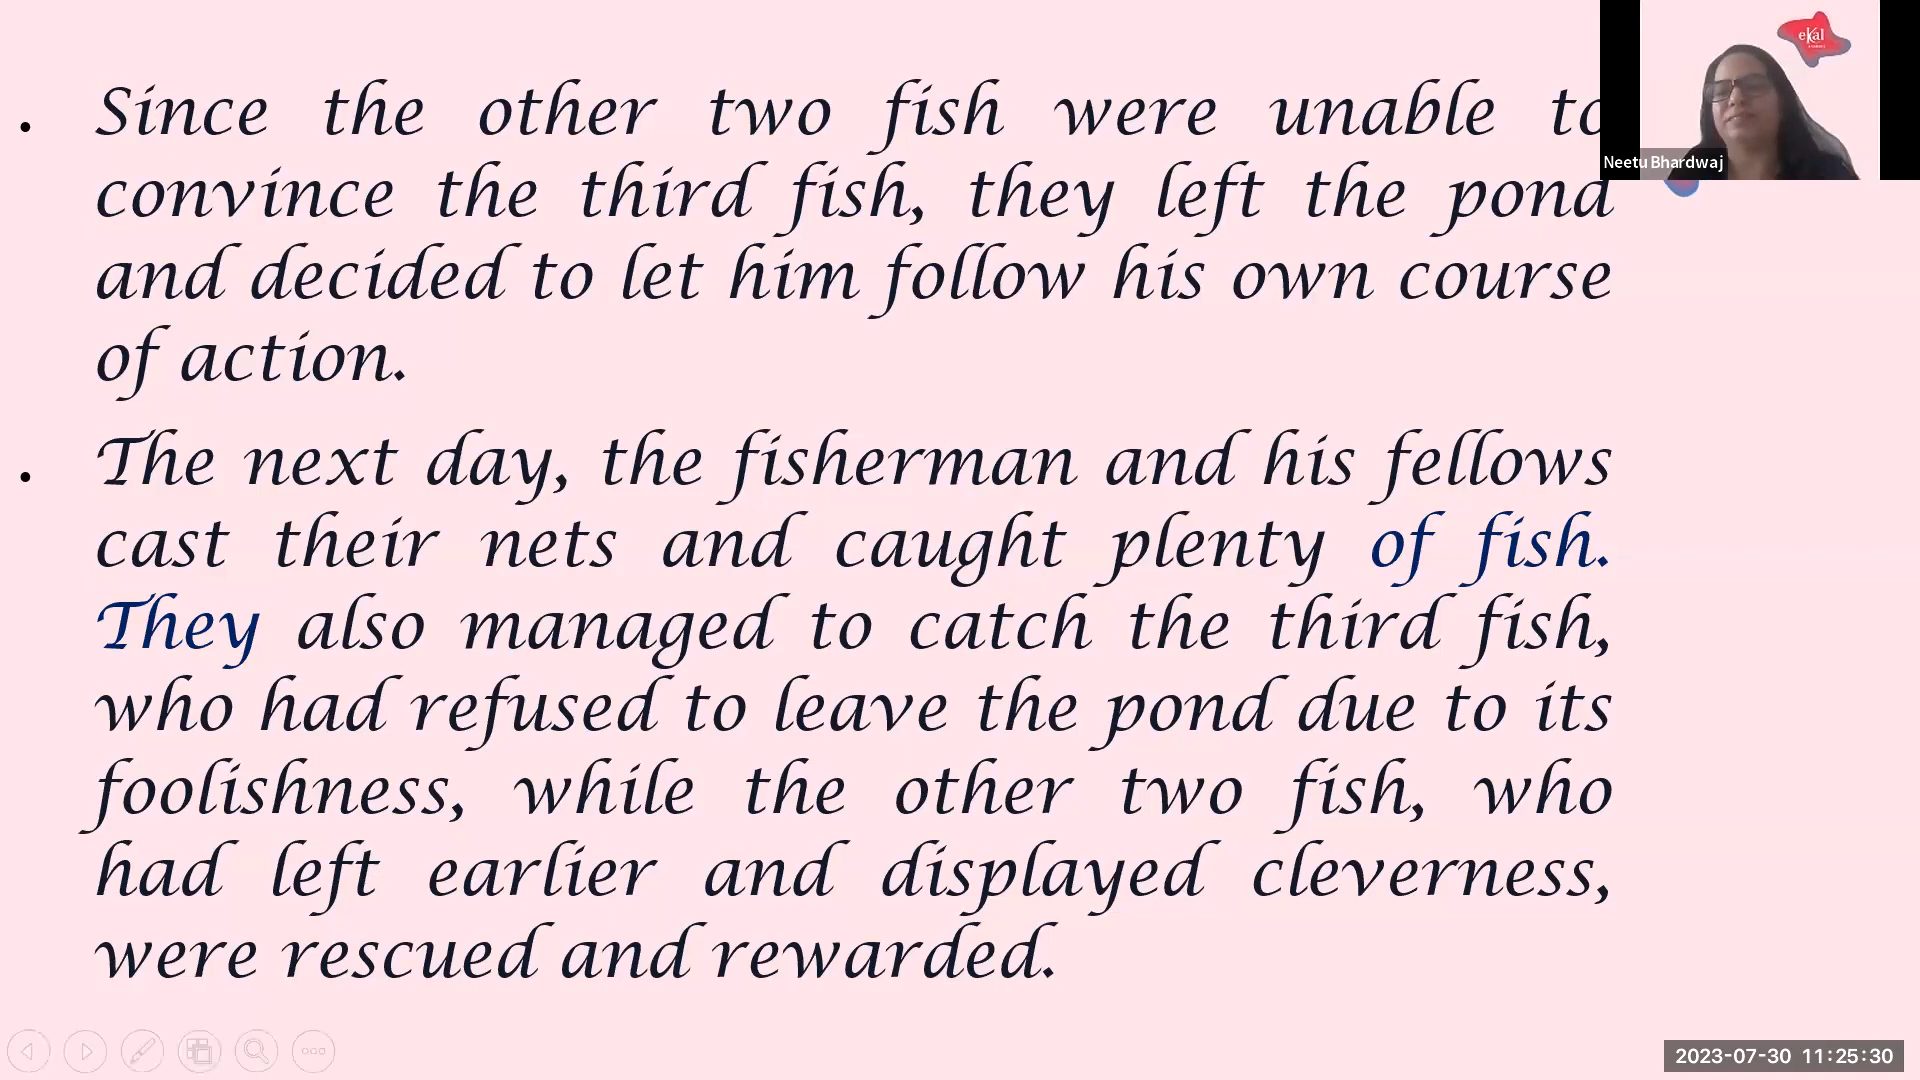 • Since the other two fish were unable to
convince the third fish, they left the pond
and decided to let him follow his own course
of action.
• The next day, the fisherman and his fellows
cast their nets and caught plenty of fish.
They also managed to catch the third fish,
who had refused to leave the pond due to its
foolishness, while the other two fish, who
had left earlier and displayed cleverness,
were rescued and rewarded.
eKal
Neetu Bhardwaj
2023-07-30 11:25:30